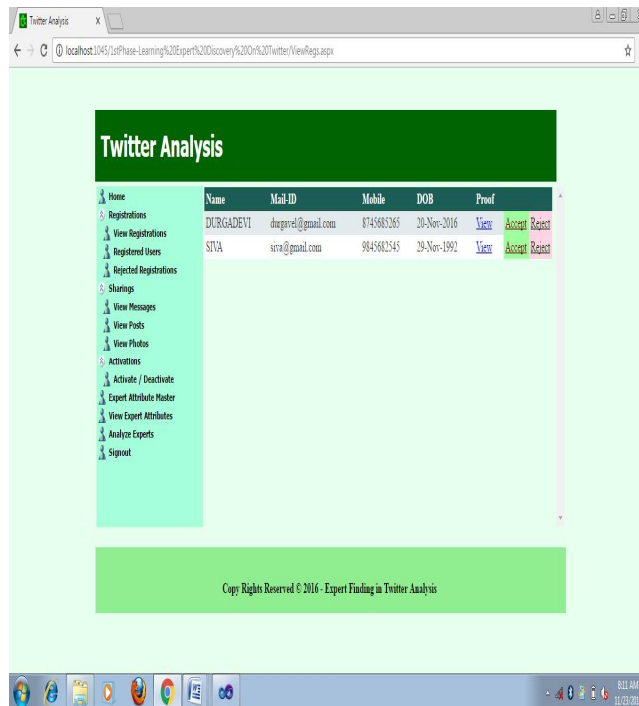 Twitter Analysis
localhost:1045/1stPhase-Learning%20Expert%20Discovery%20On%20Twitter/ViewRegs.aspx
Twitter Analysis
Home
Registrations
View Registrations
Registered Users
Rejected Registrations
Sharings
View Messages
View Posts
View Photos
Activations
Activate / Deactivate
Expert Attribute Master
View Expert Attributes
Analyze Experts
Signout
Name Mail-ID Mobile DOB Proof
DURGADEVI durgavel@gmail.com 8745685265 20-Nov-2016 View Accept Reject
SIVA siva@gmail.com 9845682545 29-Nov-1992 View Accept Reject
Copy Rights Reserved © 2016 - Expert Finding in Twitter Analysis
8:11 AM